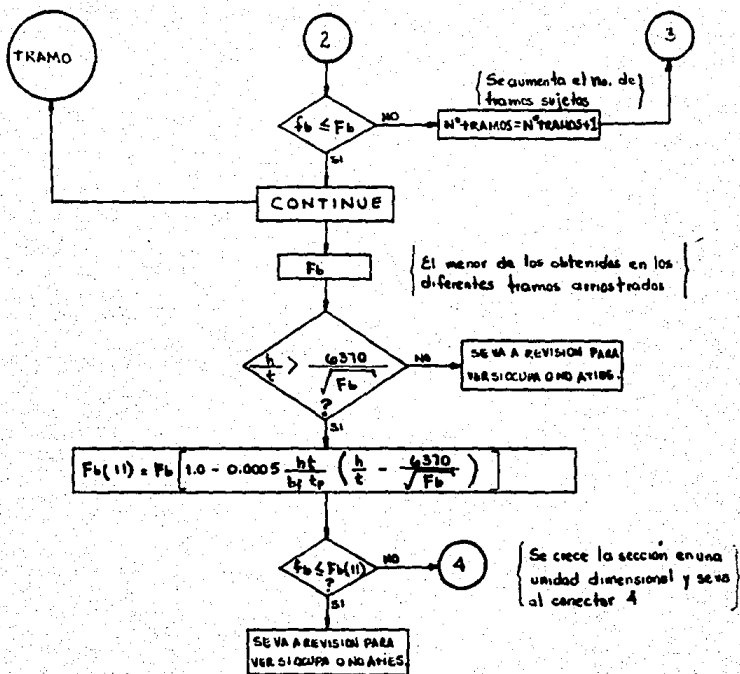 TRAMO
2
3
{ Se aumenta el no. de
tramos sujetos }
fb ≤ Fb
NO
N° TRAMOS = N° TRAMOS + 1
SI
CONTINUE
Fb
{ El menor de los obtenidos en los
diferentes tramos arriostrados }
h/t > 6370/√Fb
?
NO
SE VA A REVISION PARA
VER SI OCUPA O NO ATIES.
SI
Fb(11) = Fb [ 1.0 - 0.0005 ht/bf tp ( h/t - 6370/√Fb ) ]
fb ≤ Fb(11)
?
NO
4
{ Se crece la sección en una
unidad dimensional y se va
al conector 4 }
SI
SE VA A REVISION PARA
VER SI OCUPA O NO ATIES.